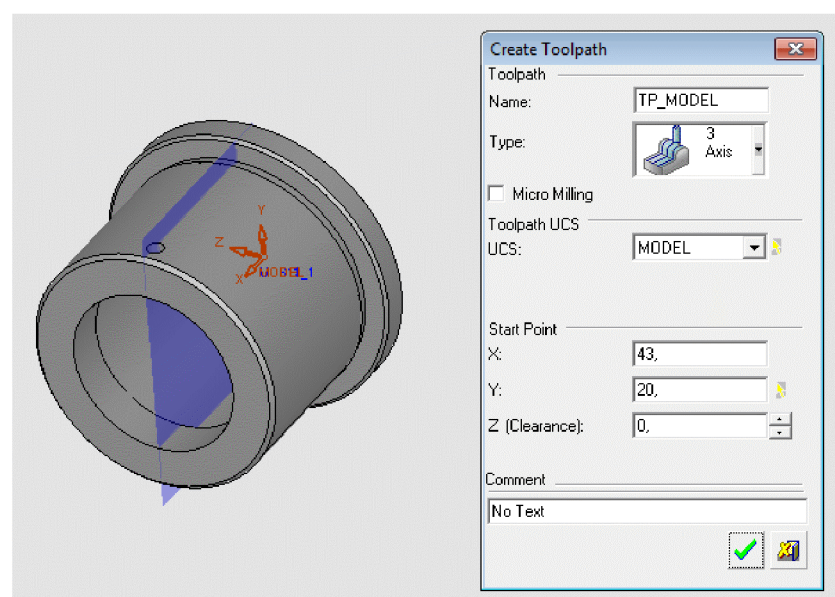 Create Toolpath
Toolpath
Name: TP_MODEL
Type: 3
Axis
Micro Milling
Toolpath UCS
UCS: MODEL
Start Point
X: 43,
Y: 20,
Z (Clearance): 0,
Comment
No Text
Y
Z
X